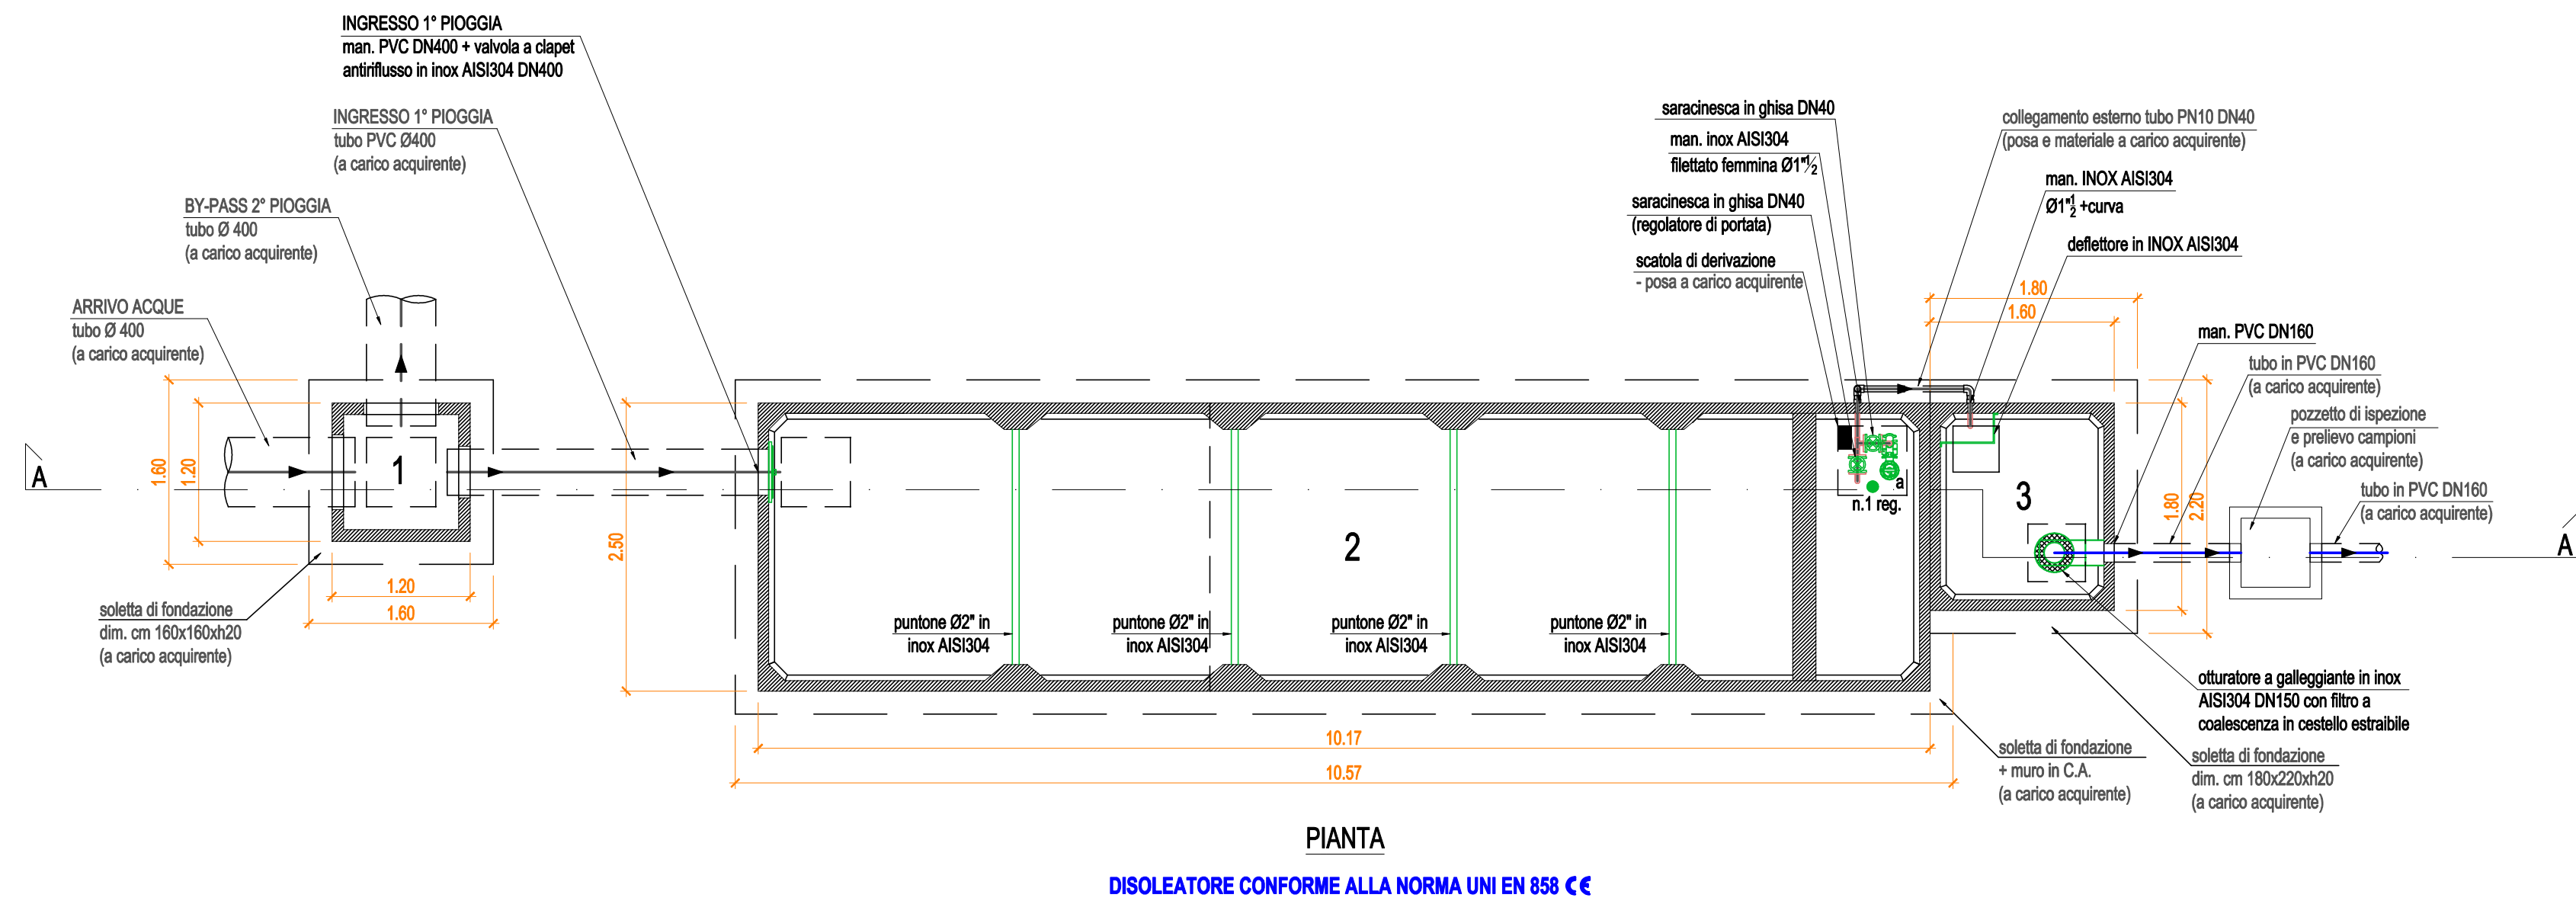 INGRESSO 1° PIOGGIA
man. PVC DN400 + valvola a clapet
antiriflusso in inox AISI304 DN400
INGRESSO 1° PIOGGIA
tubo PVC Ø400
(a carico acquirente)
BY-PASS 2° PIOGGIA
tubo Ø 400
(a carico acquirente)
ARRIVO ACQUE
tubo Ø 400
(a carico acquirente)
saracinesca in ghisa DN40
man. inox AISI304
filettato femmina Ø1"1/2
saracinesca in ghisa DN40
(regolatore di portata)
scatola di derivazione
- posa a carico acquirente
collegamento esterno tubo PN10 DN40
(posa e materiale a carico acquirente)
man. INOX AISI304
Ø1"1/2 +curva
deflettore in INOX AISI304
1.80
1.60
man. PVC DN160
tubo in PVC DN160
(a carico acquirente)
pozzetto di ispezione
e prelievo campioni
(a carico acquirente)
tubo in PVC DN160
(a carico acquirente)
A
1.60
1.20
1
2.50
2
a
n.1 reg.
3
1.80
2.20
A
1.20
1.60
soletta di fondazione
dim. cm 160x160xh20
(a carico acquirente)
puntone Ø2" in
inox AISI304
puntone Ø2" in
inox AISI304
puntone Ø2" in
inox AISI304
puntone Ø2" in
inox AISI304
otturatore a galleggiante in inox
AISI304 DN150 con filtro a
coalescenza in cestello estraibile
10.17
10.57
soletta di fondazione
+ muro in C.A.
(a carico acquirente)
soletta di fondazione
dim. cm 180x220xh20
(a carico acquirente)
PIANTA
DISOLEATORE CONFORME ALLA NORMA UNI EN 858 CE